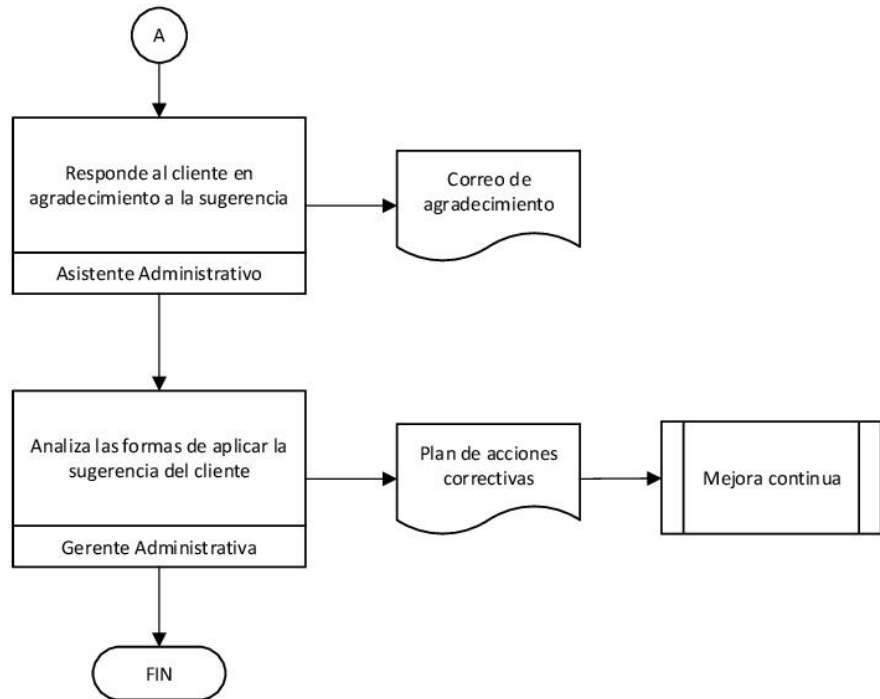 A
Responde al cliente en
agradecimiento a la sugerencia
Asistente Administrativo
Correo de
agradecimiento
Analiza las formas de aplicar la
sugerencia del cliente
Gerente Administrativa
Plan de acciones
correctivas
Mejora continua
FIN